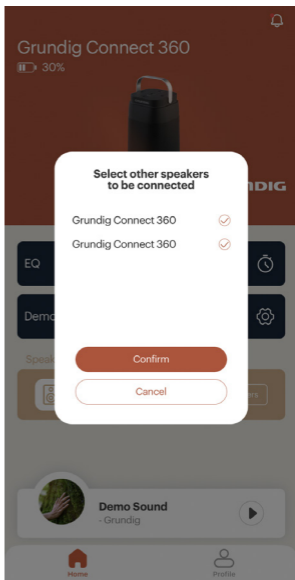 Grundig Connect 360
30%
Select other speakers
to be connected
Grundig Connect 360
Grundig Connect 360
EQ
Confirm
Cancel
Demo Sound
- Grundig
Home
Profile